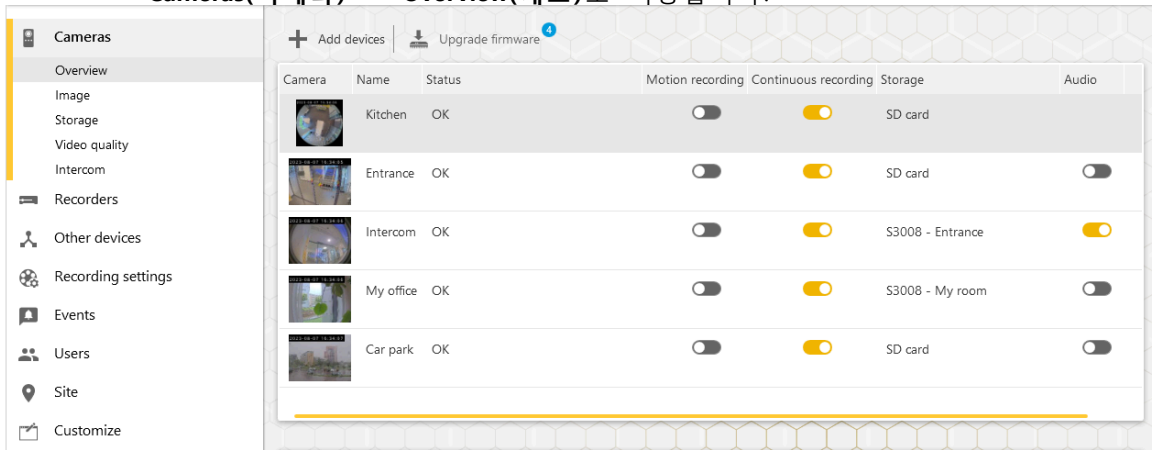 Cameras
Overview
Image
Storage
Video quality
Intercom
Recorders
Other devices
Recording settings
Events
Users
Site
Customize
Add devices
Upgrade firmware
4
Camera Name Status Motion recording Continuous recording Storage Audio
Kitchen OK SD card
Entrance OK SD card
Intercom OK S3008 - Entrance
My office OK S3008 - My room
Car park OK SD card